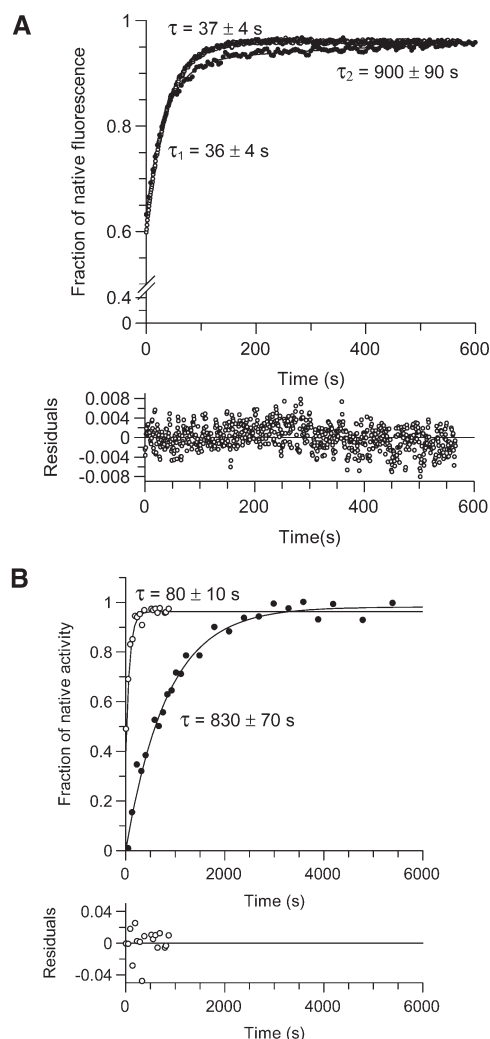 A
1
τ = 37 ± 4 s
τ2 = 900 ± 90 s
0.8
τ1 = 36 ± 4 s
0.6
0.4
0
Fraction of native fluorescence
0 200 400 600
Time (s)
0.008
0.004
0
-0.004
-0.008
Residuals
0 200 400 600
Time(s)
B
τ = 80 ± 10 s
1
0.8
0.6
τ = 830 ± 70 s
0.4
0.2
0
Fraction of native activity
0 2000 4000 6000
Time (s)
0.04
0
-0.04
Residuals
0 2000 4000 6000
Time (s)